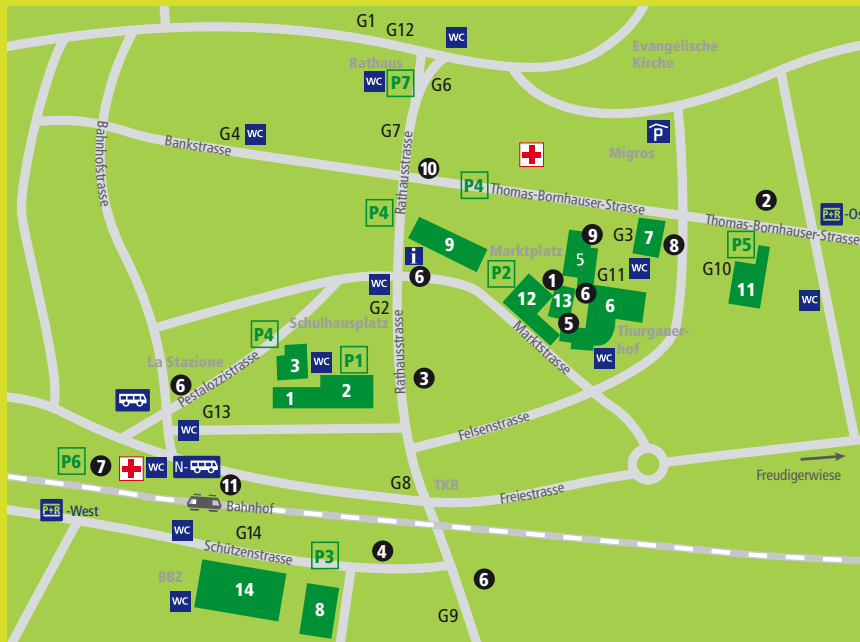 G1
G12
WC
Evangelische
Kirche
Rathaus
WC
P7
G6
Bahnhofstrasse
G4
WC
Bankstrasse
G7
Rathausstrasse
10
P
Migros
P4
Thomas-Bornhauser-Strasse
2
P+R
-Os
Thomas-Bornhauser-Strasse
P4
i
9
Marktplatz
9
5
G3
7
8
P5
G10
11
WC
WC
6
G2
P2
1
12
13
6
G11
WC
6
5
Thurgauer-
hof
WC
Marktstrasse
Schulhausplatz
P4
La Stazione
6
Pestalozzistrasse
3
WC
P1
1
2
Rathausstrasse
3
G13
WC
Felsenstrasse
P6
7
WC
N-
11
G8
TKB
Freiestrasse
Freudigerwiese
Bahnhof
P+R
-West
WC
G14
Schützenstrasse
P3
4
BBZ
WC
14
8
6
G9